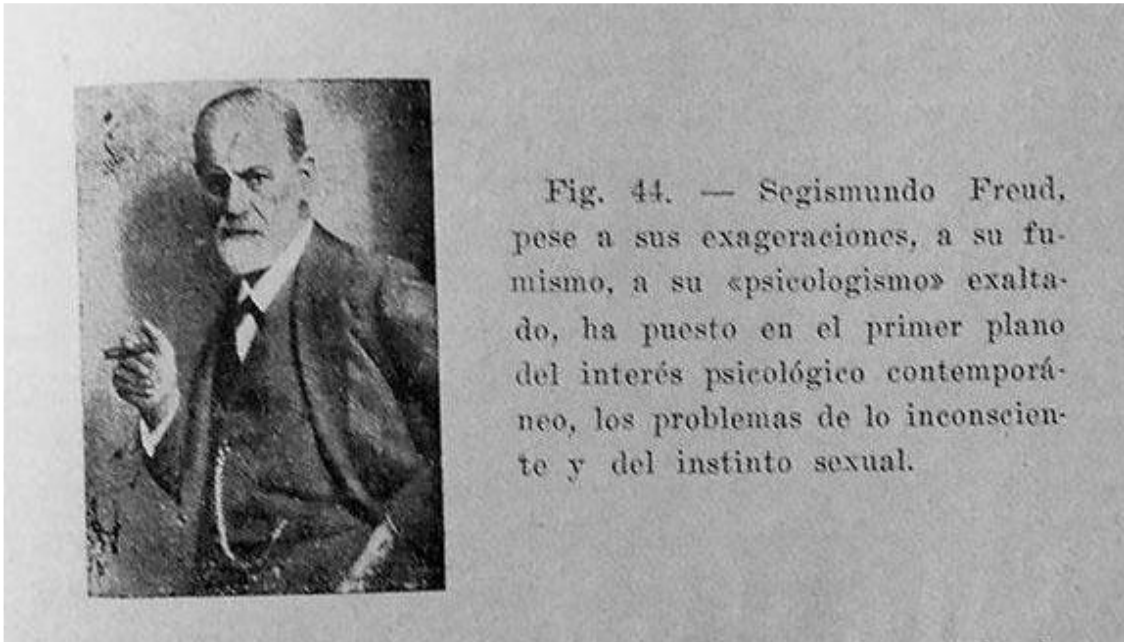 Fig. 44. — Segismundo Freud,
pese a sus exageraciones, a su fu-
mismo, a su «psicologismo» exalta-
do, ha puesto en el primer plano
del interés psicológico contemporá-
neo, los problemas de lo inconscien-
te y del instinto sexual.